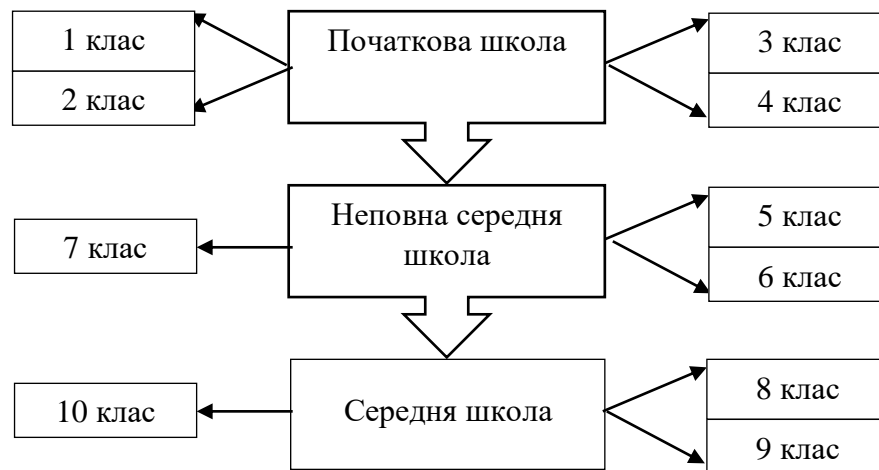 1 клас
2 клас
Початкова школа
3 клас
4 клас
7 клас
Неповна середня
школа
5 клас
6 клас
10 клас
Середня школа
8 клас
9 клас